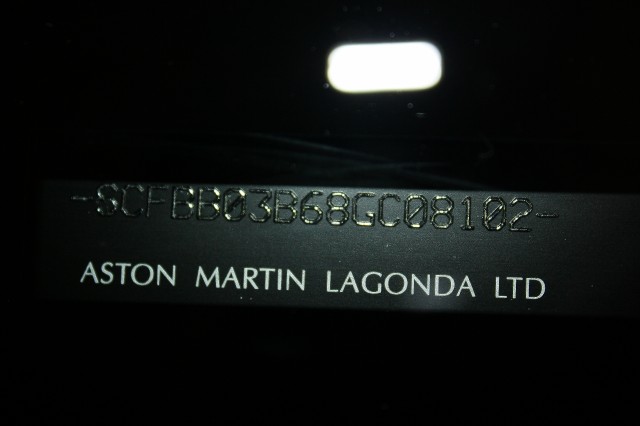 -SCFBB03B68GC08102-
ASTON MARTIN LAGONDA LTD